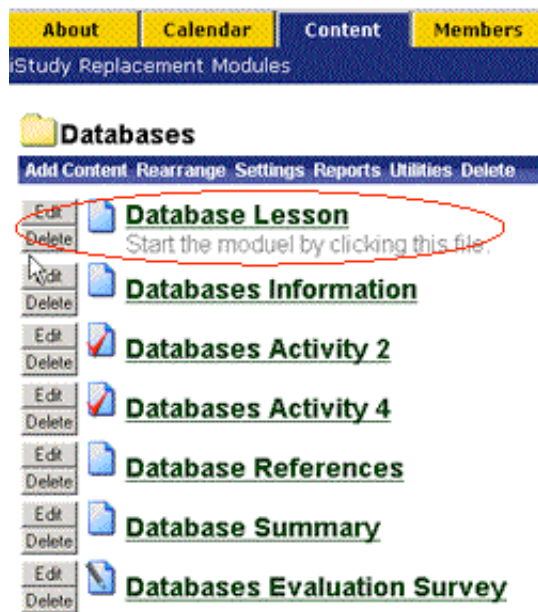 About Calendar Content Members
iStudy Replacement Modules
Databases
Add Content Rearrange Settings Reports Utilities Delete
Edit
Database Lesson
Delete
Start the moduel by clicking this file.
Edit
Databases Information
Delete
Edit
Databases Activity 2
Delete
Edit
Databases Activity 4
Delete
Edit
Database References
Delete
Edit
Database Summary
Delete
Edit
Databases Evaluation Survey
Delete